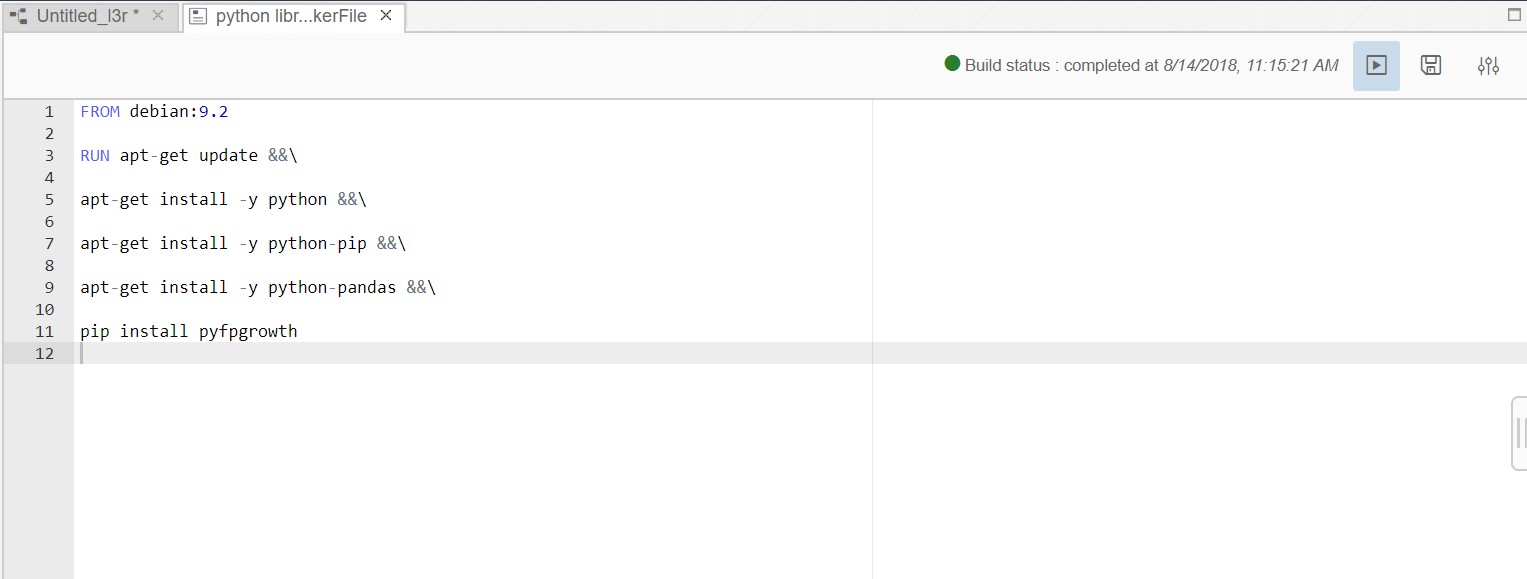 Untitled_l3r *
python libr...kerFile
Build status : completed at 8/14/2018, 11:15:21 AM
1 FROM debian:9.2
2
3 RUN apt-get update &&\
4
5 apt-get install -y python &&\
6
7 apt-get install -y python-pip &&\
8
9 apt-get install -y python-pandas &&\
10
11 pip install pyfpgrowth
12